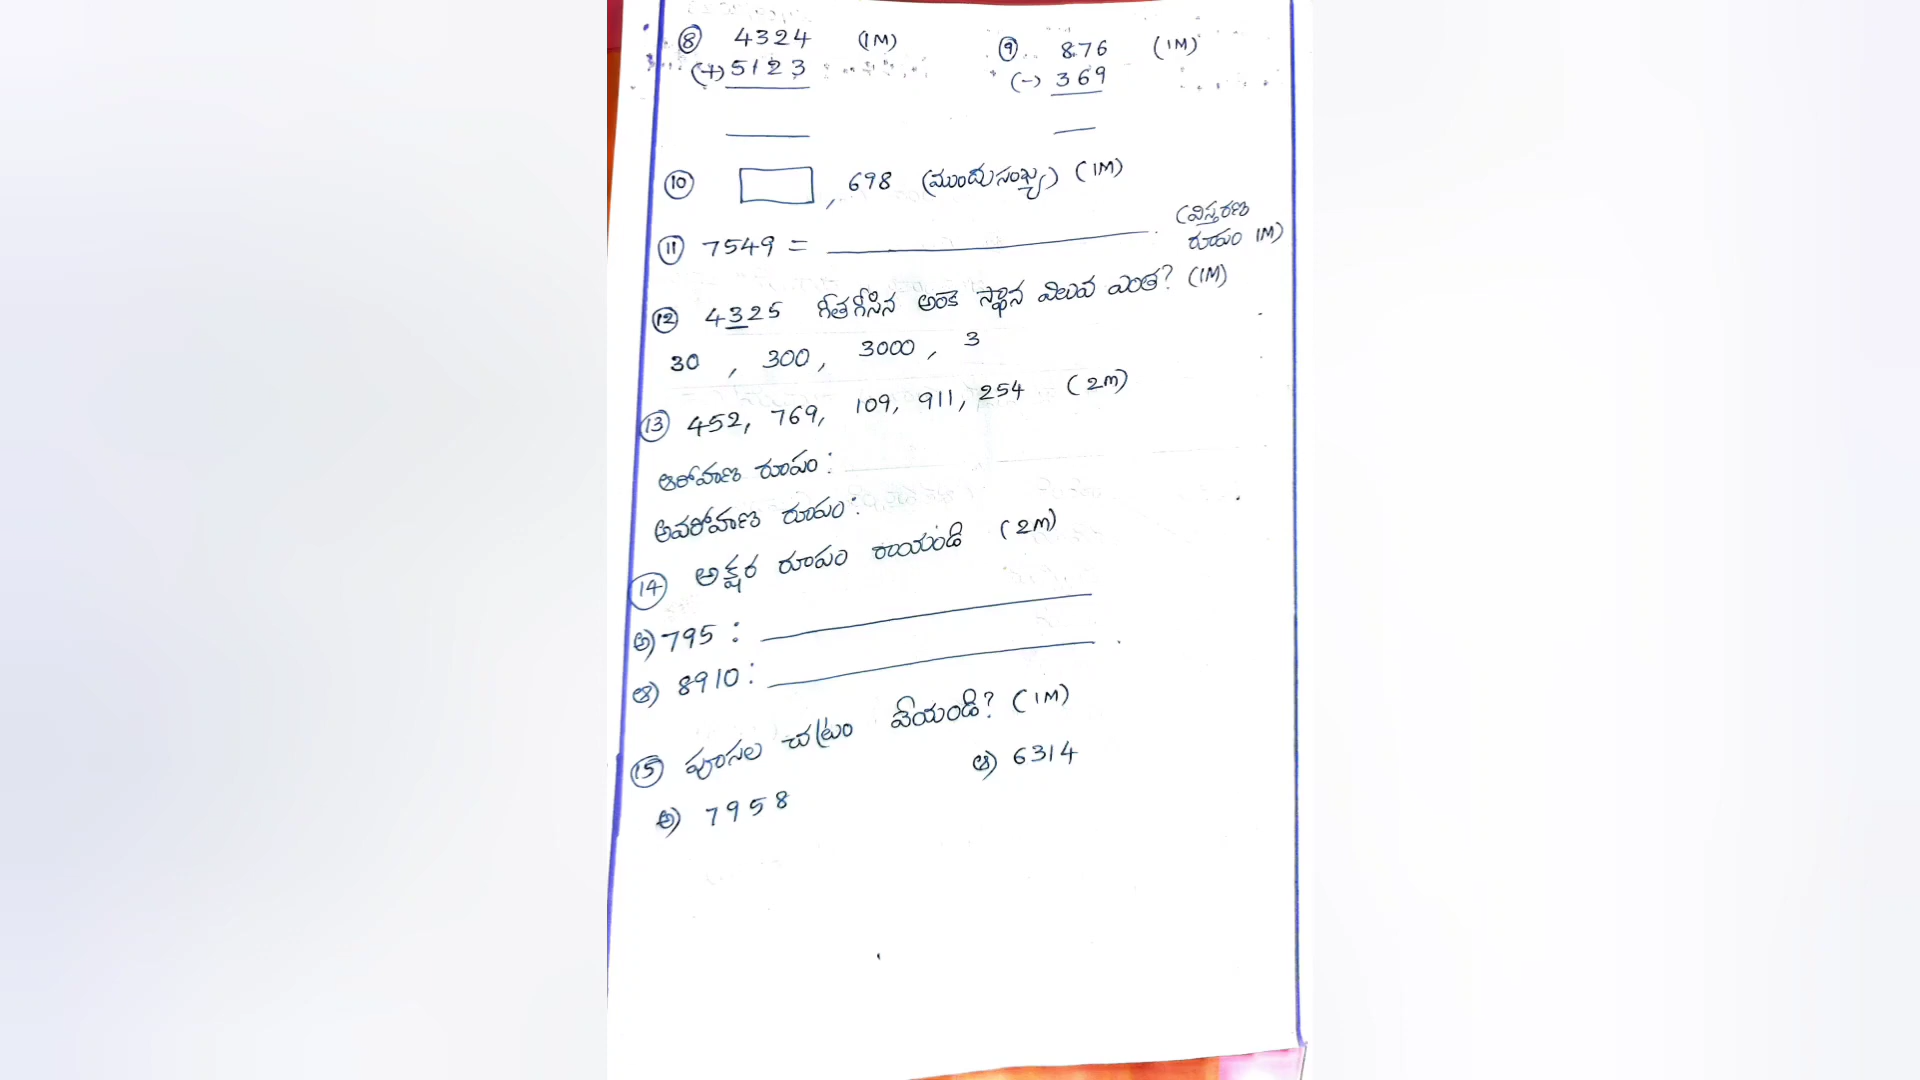 ⑧ 4324 (1M) ⑨ 876 (1M)
(+) 5123 (-) 369
⑩ , 698 (ముందు సంఖ్య) (1M)
⑪ 7549 = . (విస్తరణ
రూపం 1M)
⑫ 4325 గీతగీసిన అంకె స్థాన విలువ ఎంత? (1M)
30 , 300 , 3000 , 3
⑬ 452, 769, 109, 911, 254 (2M)
ఆరోహణ రూపం :
అవరోహణ రూపం :
⑭ అక్షర రూపం రాయండి (2M)
అ) 795 :
ఆ) 8910 : .
⑮ పూసల చట్రం వేయండి? (1M)
అ) 7958 ఆ) 6314